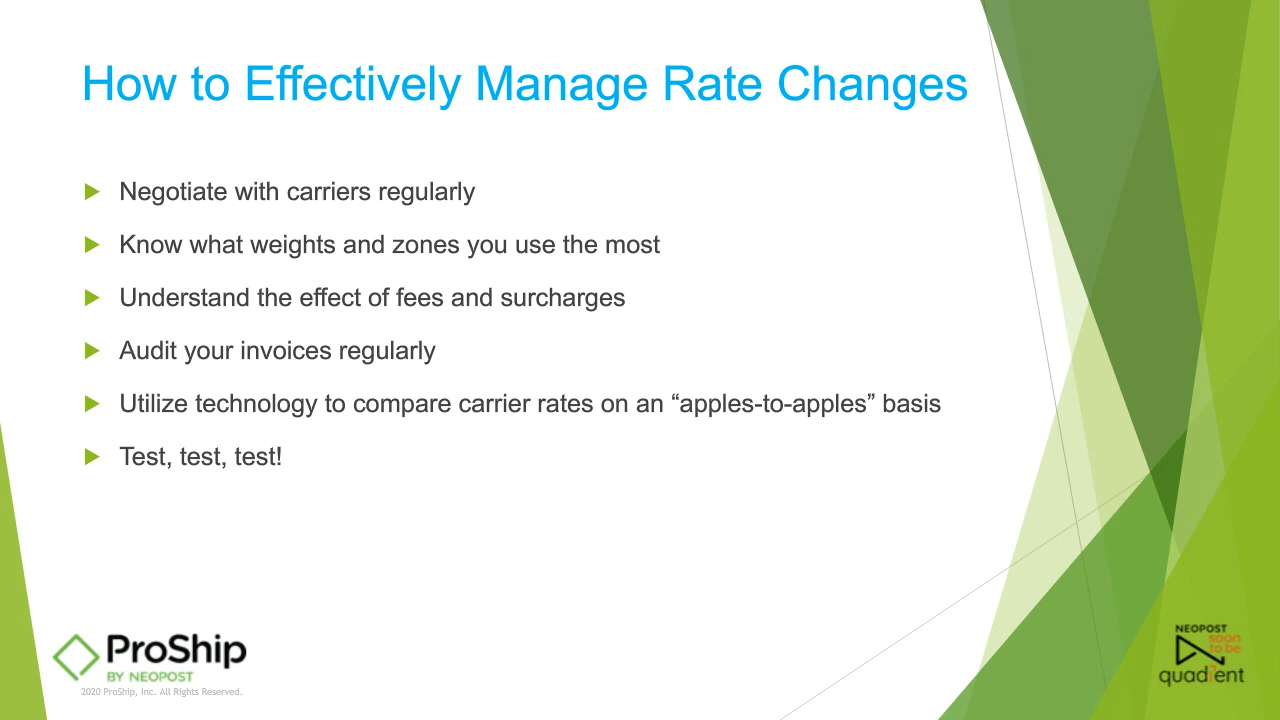 How to Effectively Manage Rate Changes
Negotiate with carriers regularly
Know what weights and zones you use the most
Understand the effect of fees and surcharges
Audit your invoices regularly
Utilize technology to compare carrier rates on an “apples-to-apples” basis
Test, test, test!
ProShip
BY NEOPOST
2020 ProShip, Inc. All Rights Reserved.
NEOPOST
soon
to be
quadient